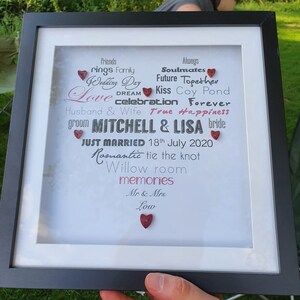 friends Always
rings Family Soulmates
Wedding Day Future Together
DREAM Kiss Coy Pond
Love celebration Forever
Husband & Wife True Happiness
groom MITCHELL & LISA bride
JUST MARRIED 18th July 2020
Romantic tie the knot
Willow room
memories
Mr & Mrs
Low